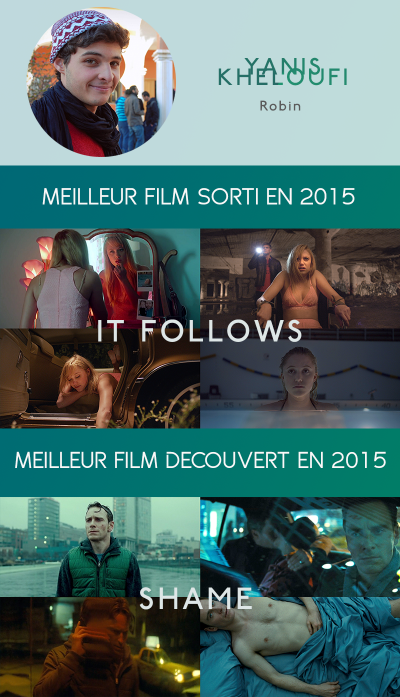 YANIS
KHELOUFI
Robin
MEILLEUR FILM SORTI EN 2015
IT FOLLOWS
MEILLEUR FILM DECOUVERT EN 2015
SHAME